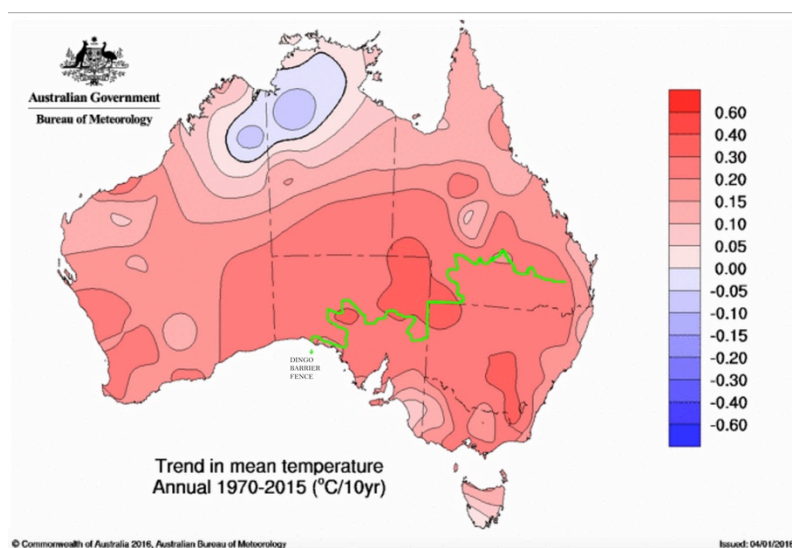 Australian Government
Bureau of Meteorology
0.60
0.40
0.30
0.20
0.15
0.10
0.05
0.00
-0.05
-0.10
-0.15
-0.20
-0.30
-0.40
-0.60
DINGO
BARRIER
FENCE
Trend in mean temperature
Annual 1970-2015 (°C/10yr)
© Commonwealth of Australia 2016, Australian Bureau of Meteorology
Issued: 04/01/2016